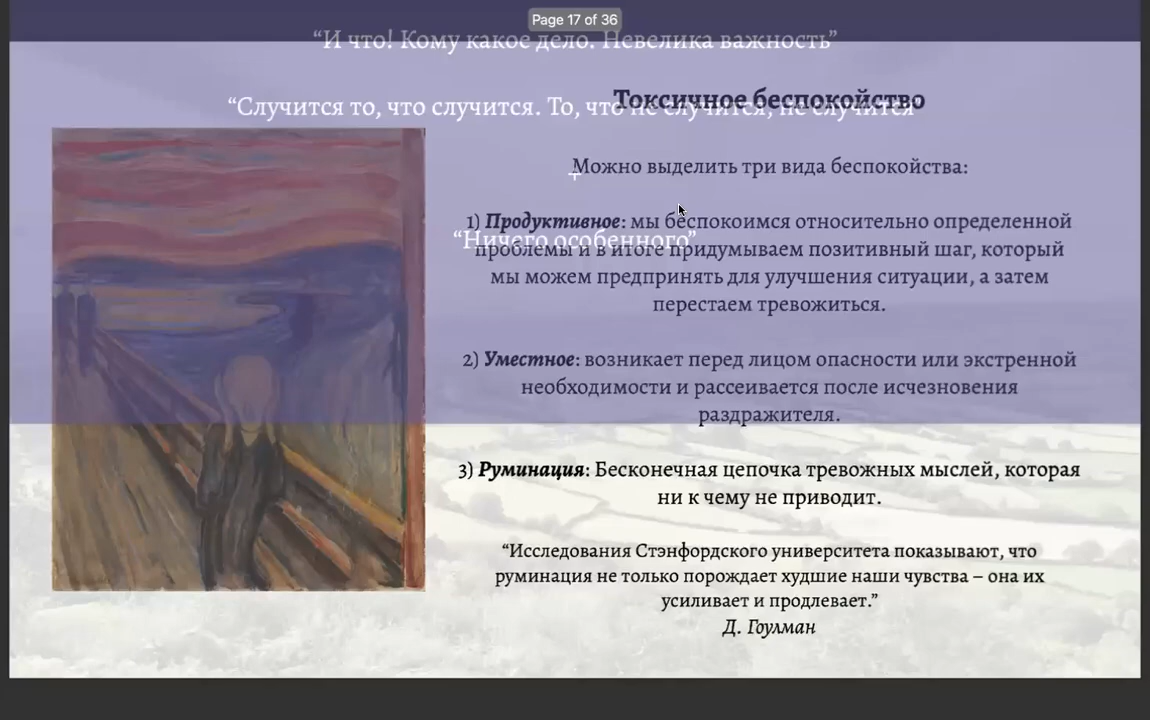 Page 17 of 36
“И что! Кому какое дело. Невелика важность”
Токсичное беспокойство
“Случится то, что случится. То, что не случится, не случится”
Можно выделить три вида беспокойства:
1) Продуктивное: мы беспокоимся относительно определенной
“Ничего особенного”
проблемы и в итоге придумываем позитивный шаг, который
мы можем предпринять для улучшения ситуации, а затем
перестаем тревожиться.
2) Уместное: возникает перед лицом опасности или экстренной
необходимости и рассеивается после исчезновения
раздражителя.
3) Руминация: Бесконечная цепочка тревожных мыслей, которая
ни к чему не приводит.
“Исследования Стэнфордского университета показывают, что
руминация не только порождает худшие наши чувства – она их
усиливает и продлевает.”
Д. Гоулман